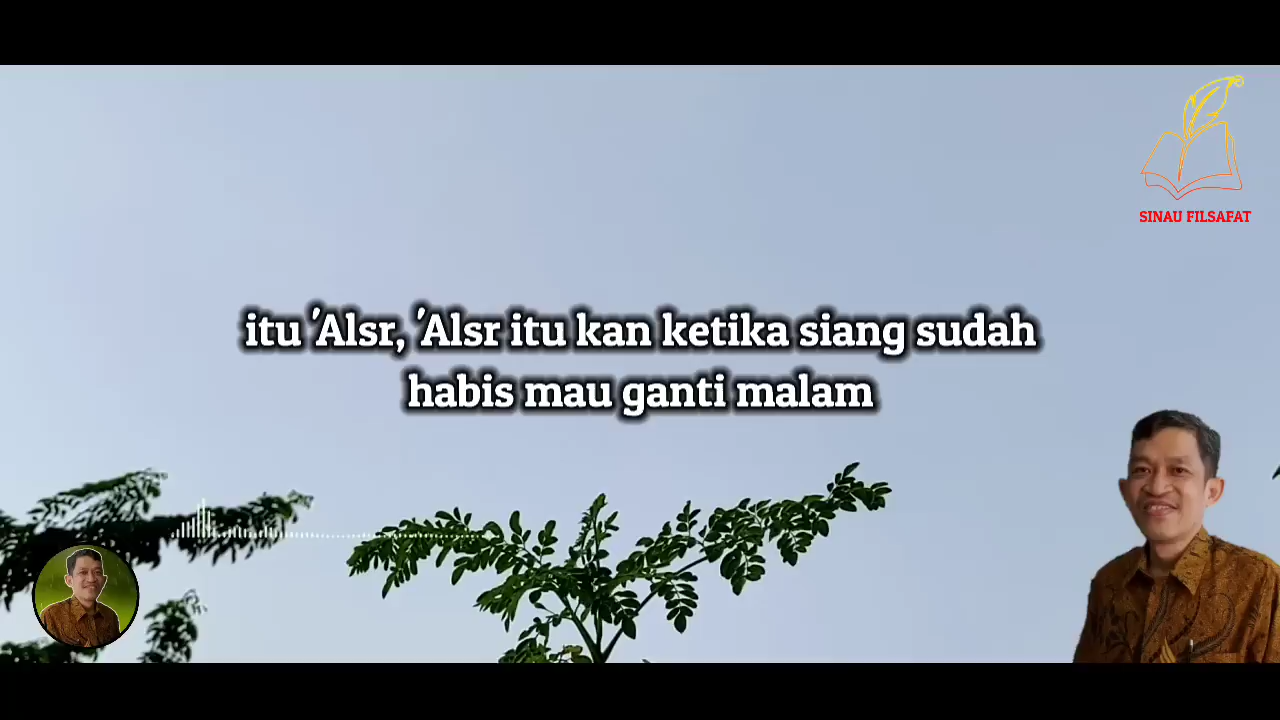 SINAU FILSAFAT
itu 'Alsr, 'Alsr itu kan ketika siang sudah
habis mau ganti malam